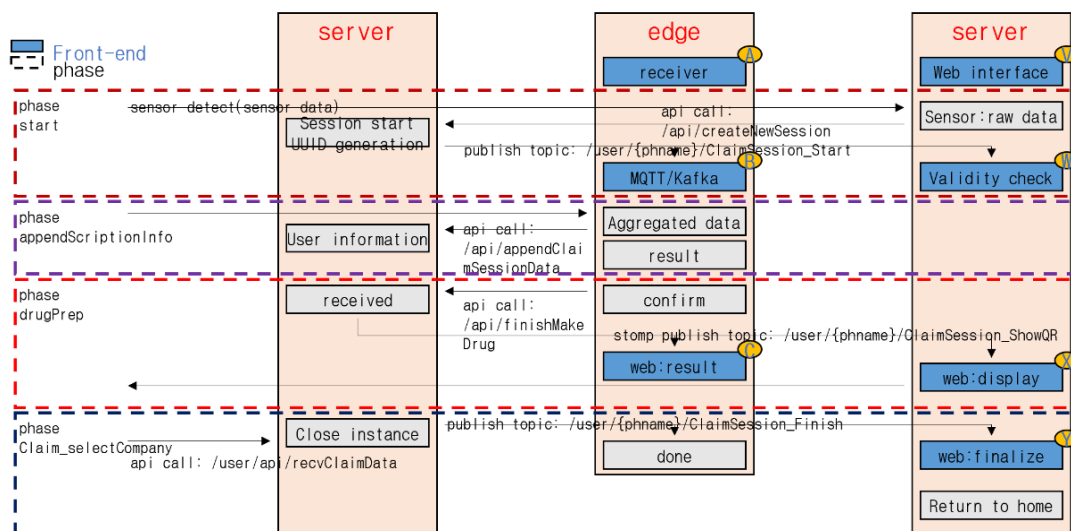 server
edge
server
Front-end
phase
A
V
receiver
Web interface
phase
start
sensor detect(sensor data)
Session start
UUID generation
api call:
/api/createNewSession
Sensor:raw data
publish topic: /user/{phname}/ClaimSession_Start
B
W
MQTT/Kafka
Validity check
phase
appendScriptionInfo
User information
api call:
/api/appendClai
mSessionData
Aggregated data
result
phase
drugPrep
received
api call:
/api/finishMake
Drug
confirm
stomp publish topic: /user/{phname}/ClaimSession_ShowQR
C
X
web:result
web:display
phase
Claim_selectCompany
Close instance
publish topic: /user/{phname}/ClaimSession_Finish
Y
api call: /user/api/recvClaimData
done
web:finalize
Return to home